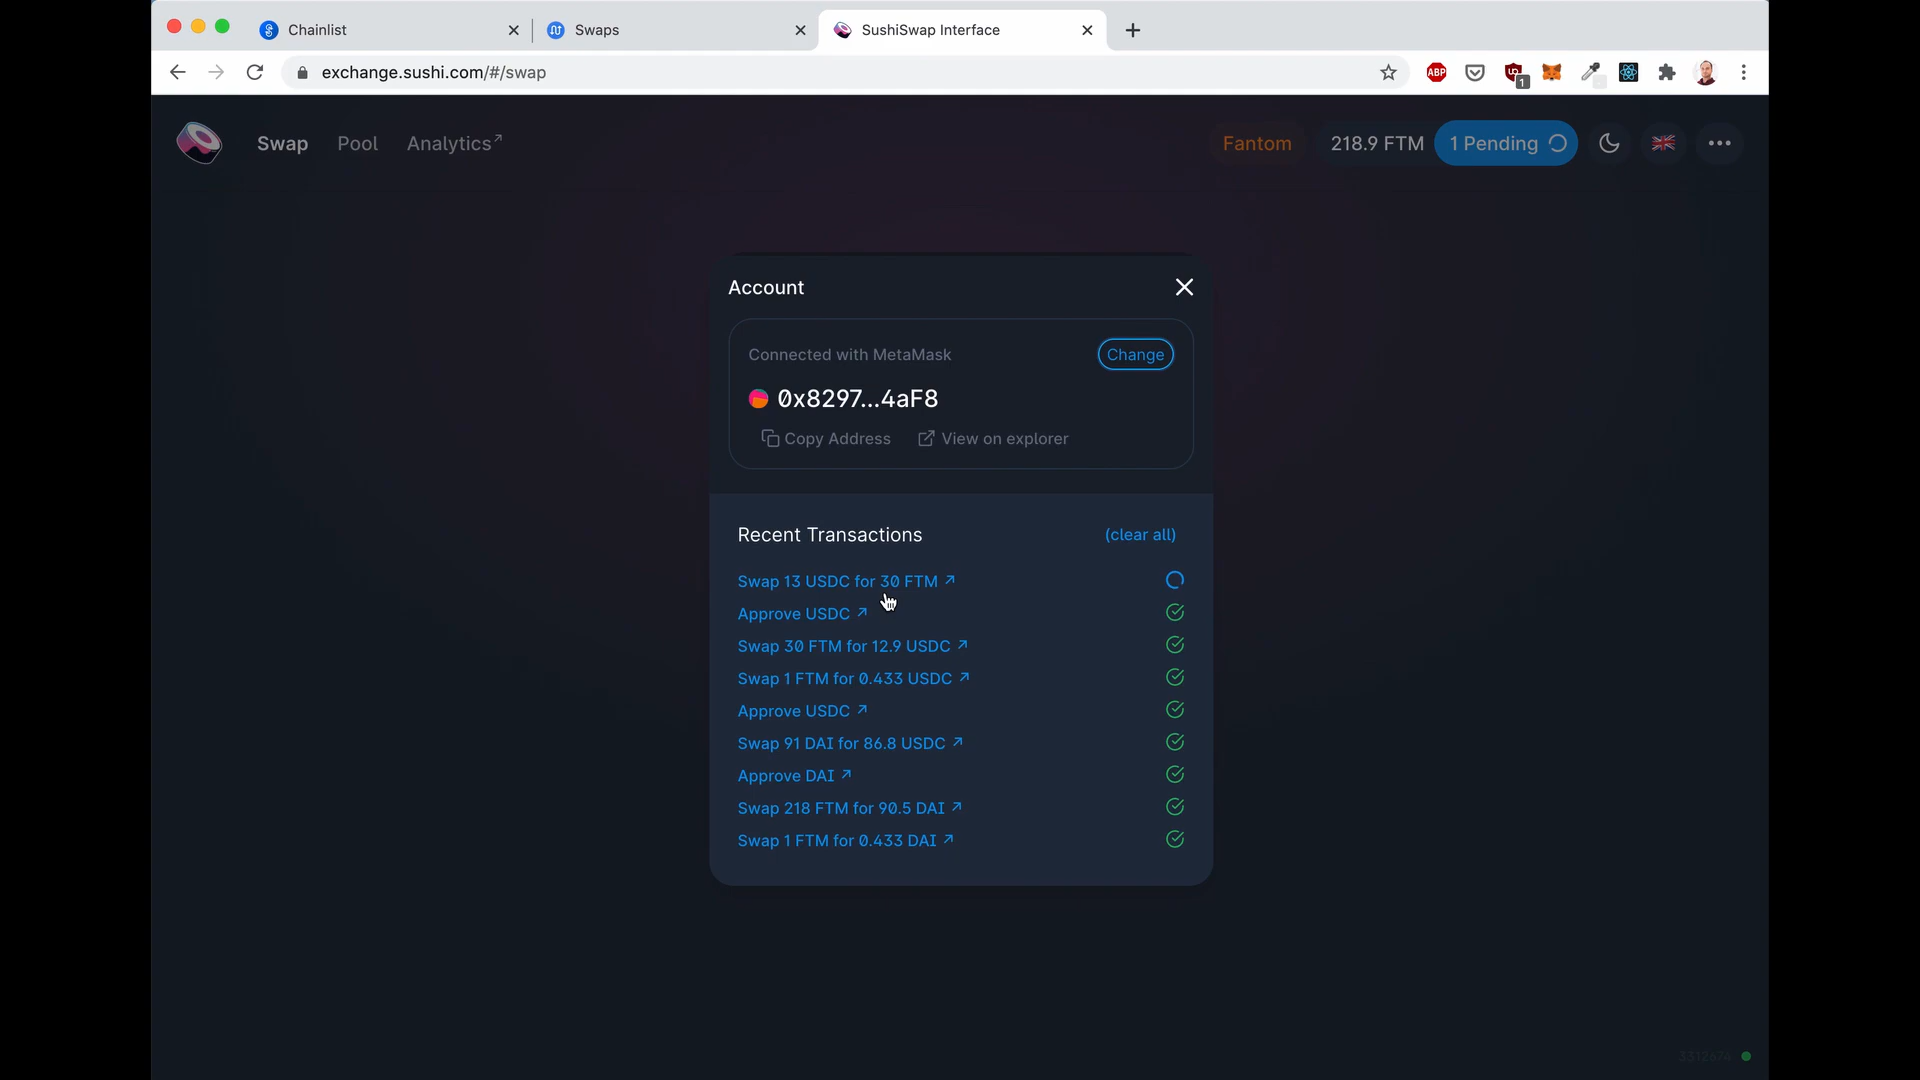 Chainlist
Swaps
SushiSwap Interface
exchange.sushi.com/#/swap
ABP
1
Swap
Pool
Analytics↗
Fantom
218.9 FTM
1 Pending
Account
Connected with MetaMask
Change
0x8297...4aF8
Copy Address
View on explorer
Recent Transactions
(clear all)
Swap 13 USDC for 30 FTM ↗
Approve USDC ↗
Swap 30 FTM for 12.9 USDC ↗
Swap 1 FTM for 0.433 USDC ↗
Approve USDC ↗
Swap 91 DAI for 86.8 USDC ↗
Approve DAI ↗
Swap 218 FTM for 90.5 DAI ↗
Swap 1 FTM for 0.433 DAI ↗